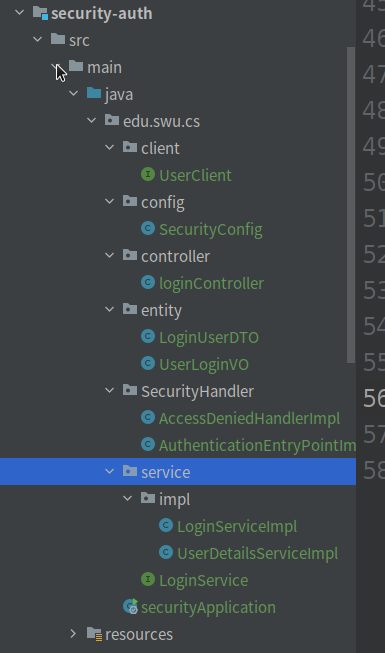 security-auth
src
main
java
edu.swu.cs
client
UserClient
config
SecurityConfig
controller
loginController
entity
LoginUserDTO
UserLoginVO
SecurityHandler
AccessDeniedHandlerImpl
AuthenticationEntryPointIm
service
impl
LoginServiceImpl
UserDetailsServiceImpl
LoginService
securityApplication
resources
45
46
47
48
49
50
51
52
53
54
55
56
57
58